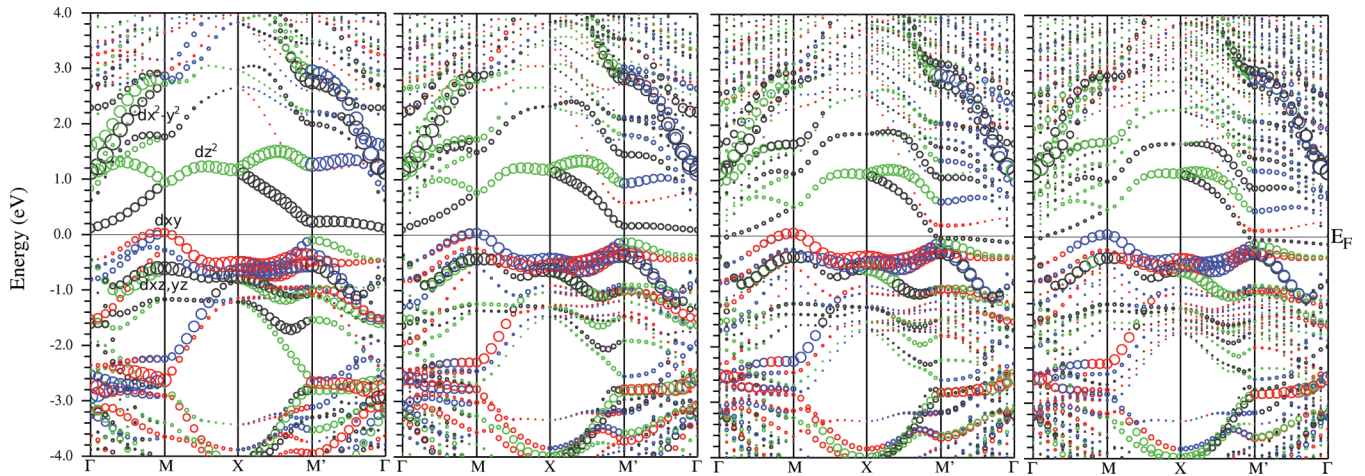 4.0
3.0
2.0
1.0
0.0
-1.0
-2.0
-3.0
-4.0
Energy (eV)
dx²-y²
dz²
dxy
dxz,yz
E_F
Γ M X M' Γ Γ M X M' Γ Γ M X M' Γ Γ M X M' Γ